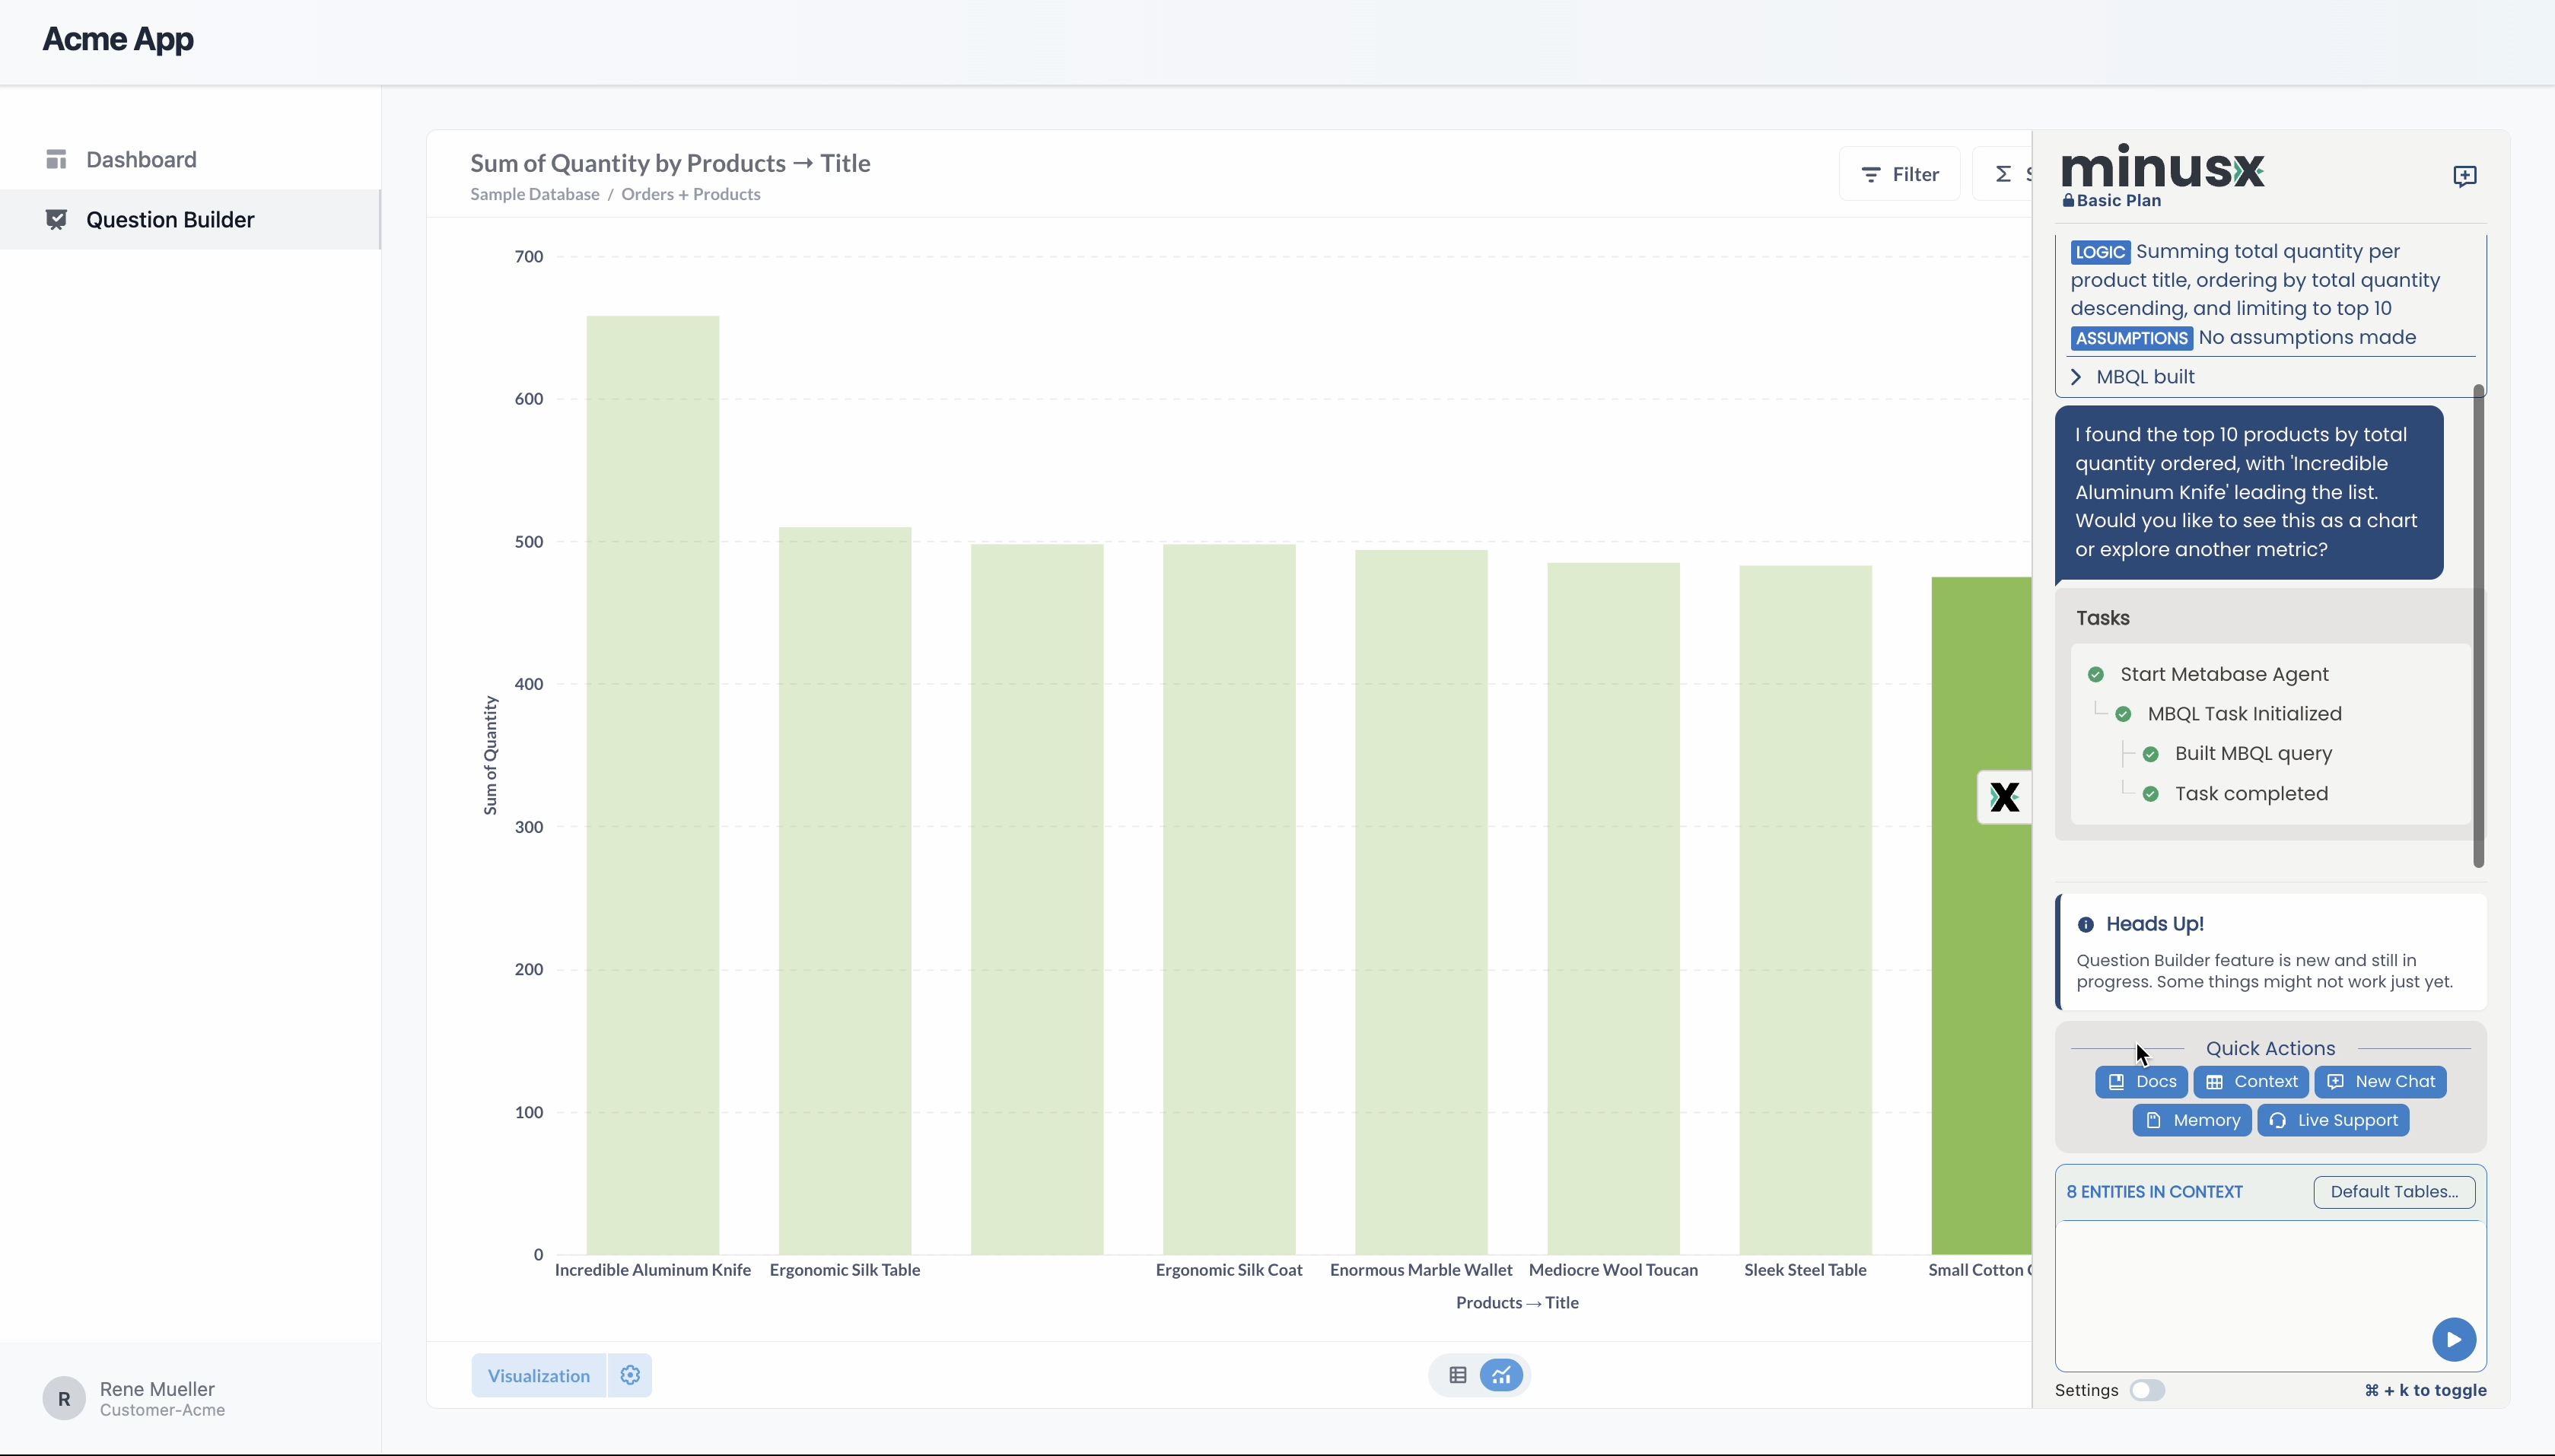 Acme App
Dashboard
Question Builder
R
Rene Mueller
Customer-Acme
Sum of Quantity by Products → Title
Sample Database / Orders + Products
Filter
Σ
700
600
500
400
300
200
100
0
Sum of Quantity
Incredible Aluminum Knife
Ergonomic Silk Table
Ergonomic Silk Coat
Enormous Marble Wallet
Mediocre Wool Toucan
Sleek Steel Table
Small Cotton
Products → Title
Visualization
minusx
Basic Plan
LOGIC Summing total quantity per
product title, ordering by total quantity
descending, and limiting to top 10
ASSUMPTIONS No assumptions made
MBQL built
I found the top 10 products by total
quantity ordered, with 'Incredible
Aluminum Knife' leading the list.
Would you like to see this as a chart
or explore another metric?
Tasks
Start Metabase Agent
MBQL Task Initialized
Built MBQL query
Task completed
Heads Up!
Question Builder feature is new and still in
progress. Some things might not work just yet.
Quick Actions
Docs
Context
New Chat
Memory
Live Support
8 ENTITIES IN CONTEXT
Default Tables...
Settings
⌘ + k to toggle